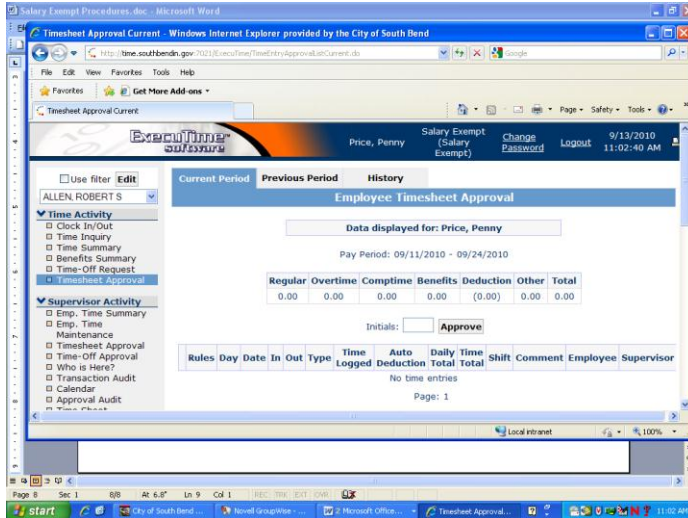 Salary Exempt Procedures.doc - Microsoft Word
Timesheet Approval Current - Windows Internet Explorer provided by the City of South Bend
http://time.southbendin.gov:7021/ExecuTime/TimeEntryApprovalListCurrent.do
Google
File Edit View Favorites Tools Help
Favorites Get More Add-ons
Timesheet Approval Current
Page Safety Tools
ExecuTime
software
Price, Penny
Salary Exempt
(Salary
Exempt)
Change
Password
Logout
9/13/2010
11:02:40 AM
Use filter Edit
ALLEN, ROBERT S
Time Activity
Clock In/Out
Time Inquiry
Time Summary
Benefits Summary
Time-Off Request
Timesheet Approval
Supervisor Activity
Emp. Time Summary
Emp. Time
Maintenance
Timesheet Approval
Time-Off Approval
Who is Here?
Transaction Audit
Calendar
Approval Audit
Time Sheet
Current Period Previous Period History
Employee Timesheet Approval
Data displayed for: Price, Penny
Pay Period: 09/11/2010 - 09/24/2010
Regular Overtime Comptime Benefits Deduction Other Total
0.00 0.00 0.00 0.00 (0.00) 0.00 0.00
Initials: Approve
Rules Day Date In Out Type Time Logged Auto Deduction Daily Total Time Total Shift Comment Employee Supervisor
No time entries
Page: 1
Local intranet 100%
Page 8 Sec 1 8/8 At 6.8" Ln 9 Col 1 REC TRK EXT OVR
start City of South Bend ... Novell GroupWise - ... 2 Microsoft Office... Timesheet Approval... 11:02 AM